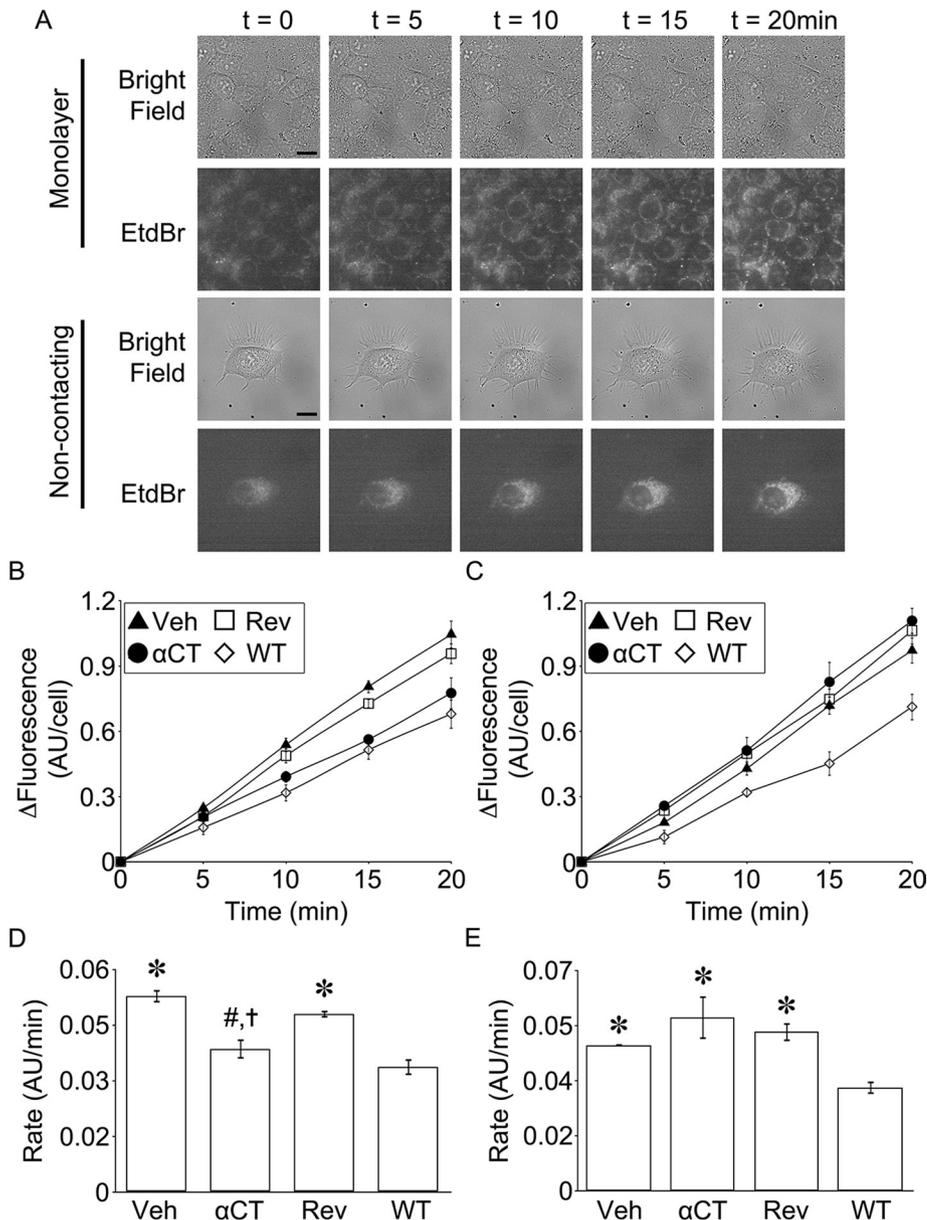 A
t = 0 t = 5 t = 10 t = 15 t = 20min
Monolayer
Bright
Field
EtdBr
Non-contacting
Bright
Field
EtdBr
B
1.2
0.9
0.6
0.3
0
ΔFluorescence
(AU/cell)
Veh Rev
αCT WT
0 5 10 15 20
Time (min)
C
1.2
0.9
0.6
0.3
0
ΔFluorescence
(AU/cell)
Veh Rev
αCT WT
0 5 10 15 20
Time (min)
D
0.06
0.05
0.03
0.02
0
Rate (AU/min)
* #,† *
Veh αCT Rev WT
E
0.07
0.05
0.04
0.02
0
Rate (AU/min)
* * *
Veh αCT Rev WT